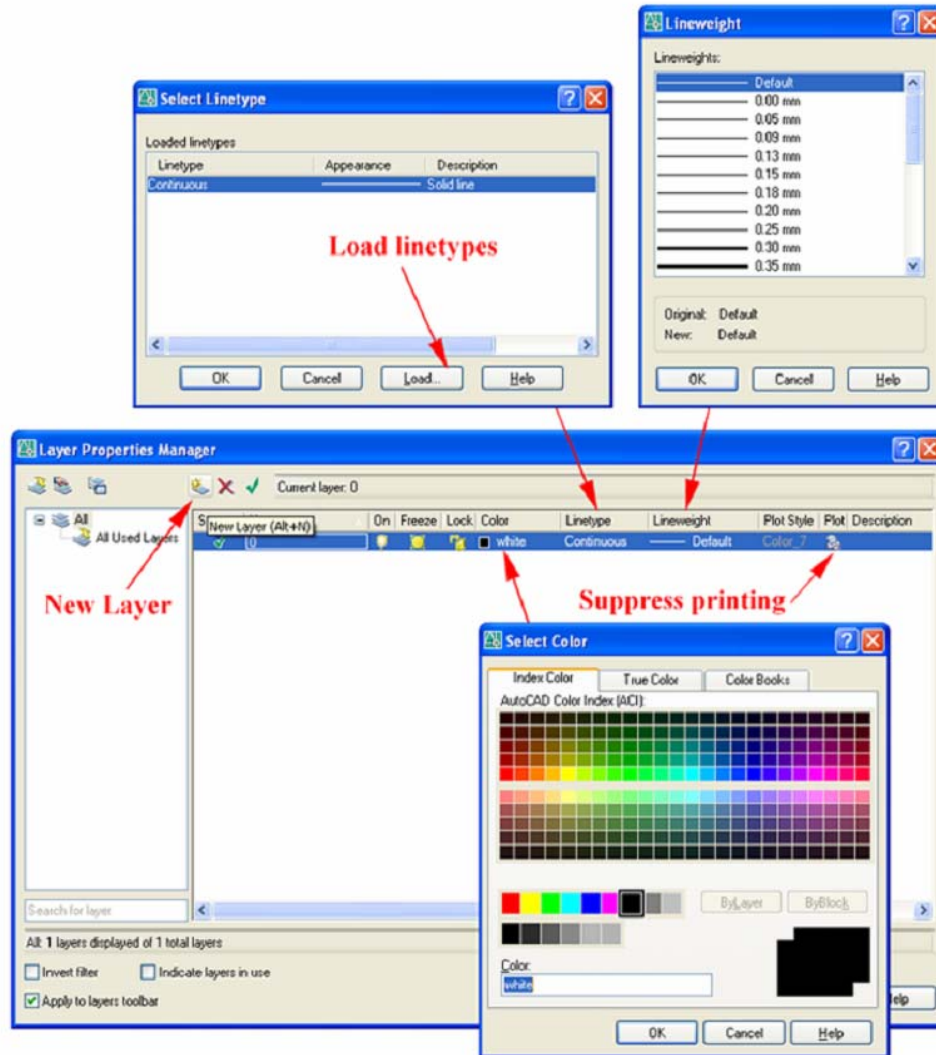 Lineweight
Lineweights:
Default
0.00 mm
0.05 mm
0.09 mm
0.13 mm
0.15 mm
0.18 mm
0.20 mm
0.25 mm
0.30 mm
0.35 mm
Original: Default
New: Default
OK Cancel Help
Select Linetype
Loaded linetypes
Linetype Appearance Description
Continuous Solid line
Load linetypes
OK Cancel Load... Help
Layer Properties Manager
Current layer: 0
All
All Used Layers
S New Layer (Alt+N) On Freeze Lock Color Linetype Lineweight Plot Style Plot Description
0 white Continuous Default Color_7
New Layer
Suppress printing
Search for layer
All: 1 layers displayed of 1 total layers
Invert filter Indicate layers in use
Apply to layers toolbar
Select Color
Index Color True Color Color Books
AutoCAD Color Index (ACI):
ByLayer ByBlock
Color:
white
OK Cancel Help